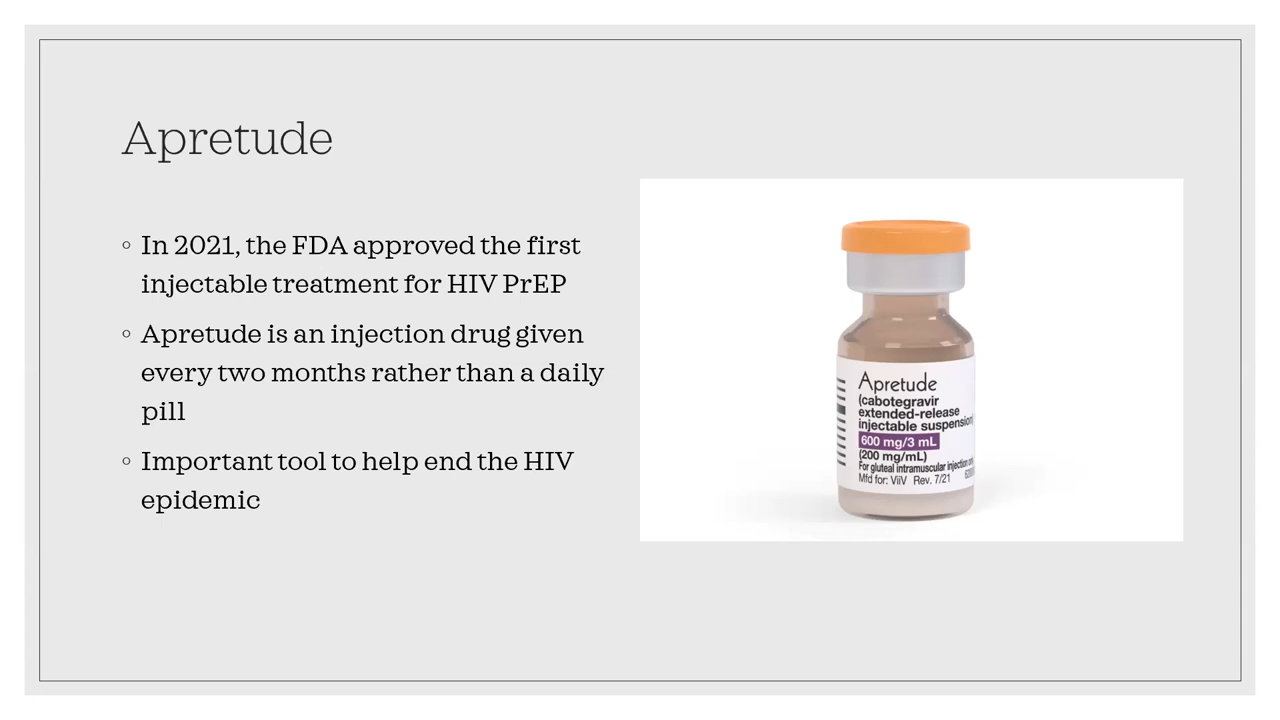 Apretude
◦ In 2021, the FDA approved the first
injectable treatment for HIV PrEP
◦ Apretude is an injection drug given
every two months rather than a daily
pill
◦ Important tool to help end the HIV
epidemic
Apretude
(cabotegravir
extended-release
injectable suspension)
600 mg/3 mL
(200 mg/mL)
For gluteal intramuscular injection
Mfd for: ViiV Rev. 7/21